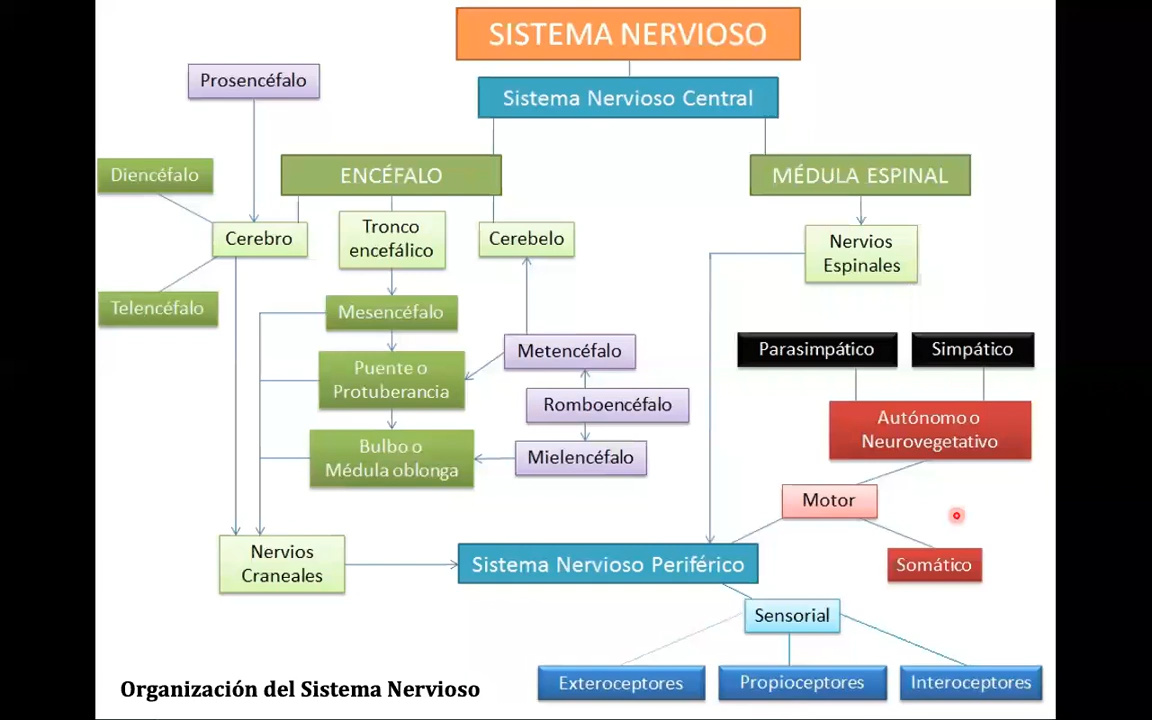 SISTEMA NERVIOSO
Prosencéfalo
Sistema Nervioso Central
Diencéfalo
ENCÉFALO
MÉDULA ESPINAL
Cerebro
Tronco
encefálico
Cerebelo
Nervios
Espinales
Telencéfalo
Mesencéfalo
Metencéfalo
Parasimpático
Simpático
Puente o
Protuberancia
Romboencéfalo
Autónomo o
Neurovegetativo
Bulbo o
Médula oblonga
Mielencéfalo
Motor
Nervios
Craneales
Sistema Nervioso Periférico
Somático
Sensorial
Exteroceptores
Propioceptores
Interoceptores
Organización del Sistema Nervioso